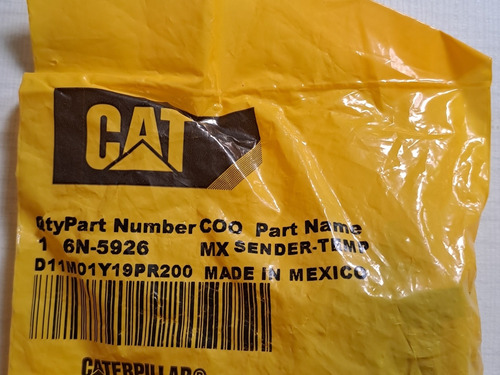 CAT
QtyPart Number COO Part Name
1 6N-5926 MX SENDER-TEMP
D11M01Y19PR200 MADE IN MEXICO
CATERPILLAR®